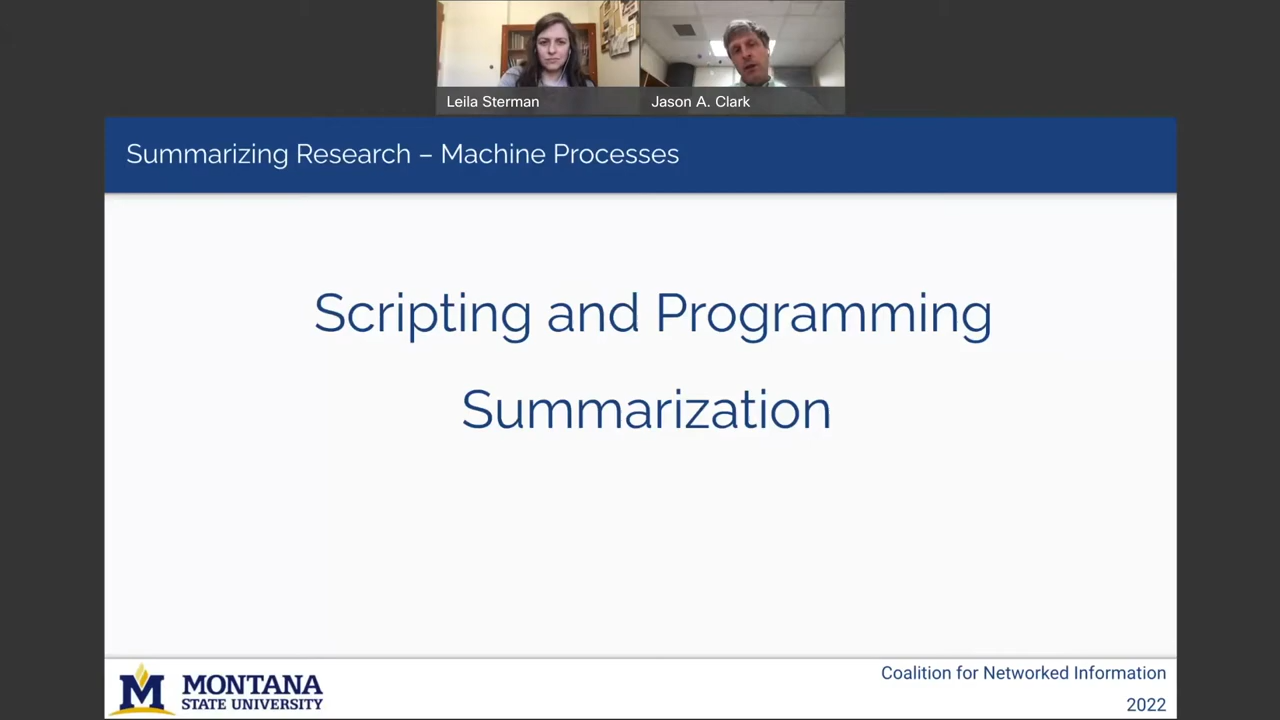 Leila Sterman
Jason A. Clark
Summarizing Research – Machine Processes
Scripting and Programming
Summarization
M
MONTANA
STATE UNIVERSITY
Coalition for Networked Information
2022